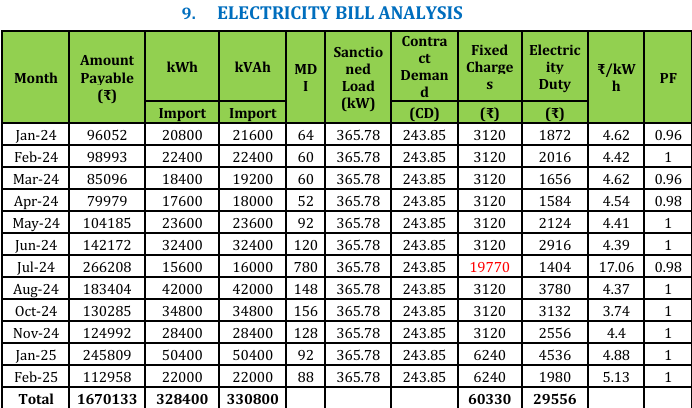 9. ELECTRICITY BILL ANALYSIS
Month Amount Payable (₹) kWh kVAh MD I Sanctio ned Load (kW) Contra ct Deman d Fixed Charge s Electric ity Duty ₹/kW h PF
Import Import (CD) (₹) (₹)
Jan-24 96052 20800 21600 64 365.78 243.85 3120 1872 4.62 0.96
Feb-24 98993 22400 22400 60 365.78 243.85 3120 2016 4.42 1
Mar-24 85096 18400 19200 60 365.78 243.85 3120 1656 4.62 0.96
Apr-24 79979 17600 18000 52 365.78 243.85 3120 1584 4.54 0.98
May-24 104185 23600 23600 92 365.78 243.85 3120 2124 4.41 1
Jun-24 142172 32400 32400 120 365.78 243.85 3120 2916 4.39 1
Jul-24 266208 15600 16000 780 365.78 243.85 19770 1404 17.06 0.98
Aug-24 183404 42000 42000 148 365.78 243.85 3120 3780 4.37 1
Oct-24 130285 34800 34800 156 365.78 243.85 3120 3132 3.74 1
Nov-24 124992 28400 28400 128 365.78 243.85 3120 2556 4.4 1
Jan-25 245809 50400 50400 92 365.78 243.85 6240 4536 4.88 1
Feb-25 112958 22000 22000 88 365.78 243.85 6240 1980 5.13 1
Total 1670133 328400 330800 60330 29556